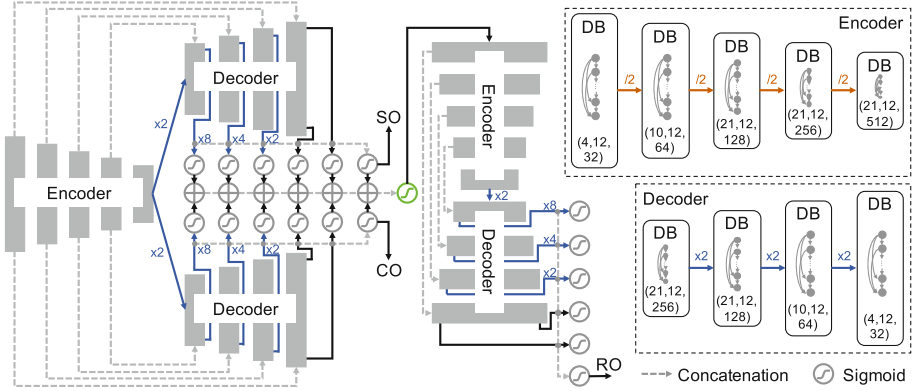 Encoder
x2
x2
Decoder
x8
x4
x2
x8
x4
x2
Decoder
SO
CO
Encoder
x2
Decoder
x8
x4
x2
RO
Encoder
DB
(4,12,
32)
/2
DB
(10,12,
64)
/2
DB
(21,12,
128)
/2
DB
(21,12,
256)
/2
DB
(21,12,
512)
Decoder
DB
(21,12,
256)
x2
DB
(21,12,
128)
x2
DB
(10,12,
64)
x2
DB
(4,12,
32)
Concatenation
Sigmoid